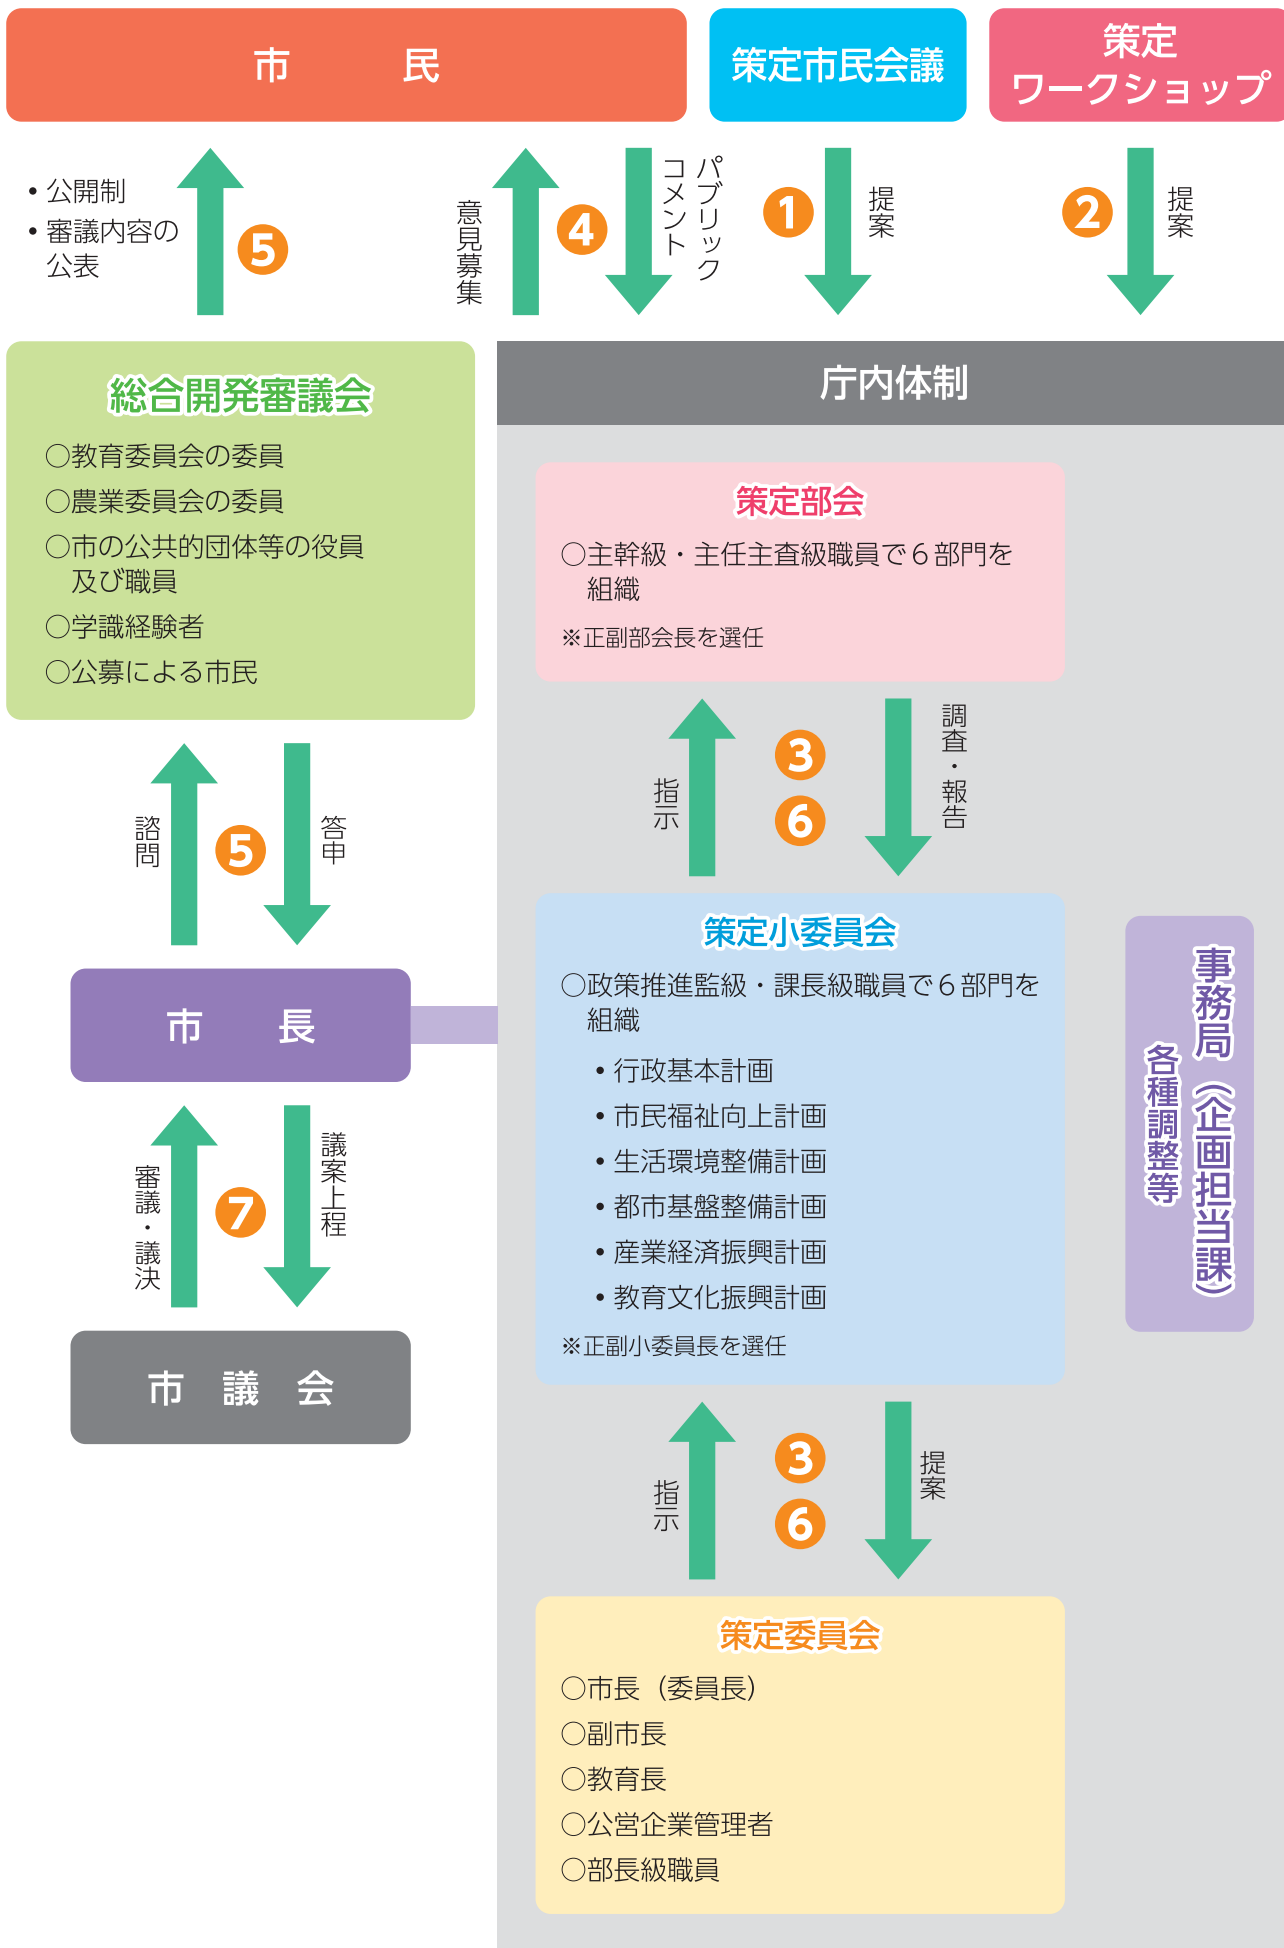 市　民
策定市民会議
策定
ワークショップ
• 公開制
• 審議内容の
公表
5
意見募集
4
パブリック
コメント
1
提案
2
提案
総合開発審議会
○教育委員会の委員
○農業委員会の委員
○市の公共的団体等の役員
及び職員
○学識経験者
○公募による市民
諮問
5
答申
市　長
審議・議決
7
議案上程
市　議　会
庁内体制
策定部会
○主幹級・主任主査級職員で６部門を
組織
※正副部会長を選任
指示
3
6
調査・報告
策定小委員会
○政策推進監級・課長級職員で６部門を
組織
• 行政基本計画
• 市民福祉向上計画
• 生活環境整備計画
• 都市基盤整備計画
• 産業経済振興計画
• 教育文化振興計画
※正副小委員長を選任
指示
3
6
提案
策定委員会
○市長（委員長）
○副市長
○教育長
○公営企業管理者
○部長級職員
事務局（企画担当課）
各種調整等